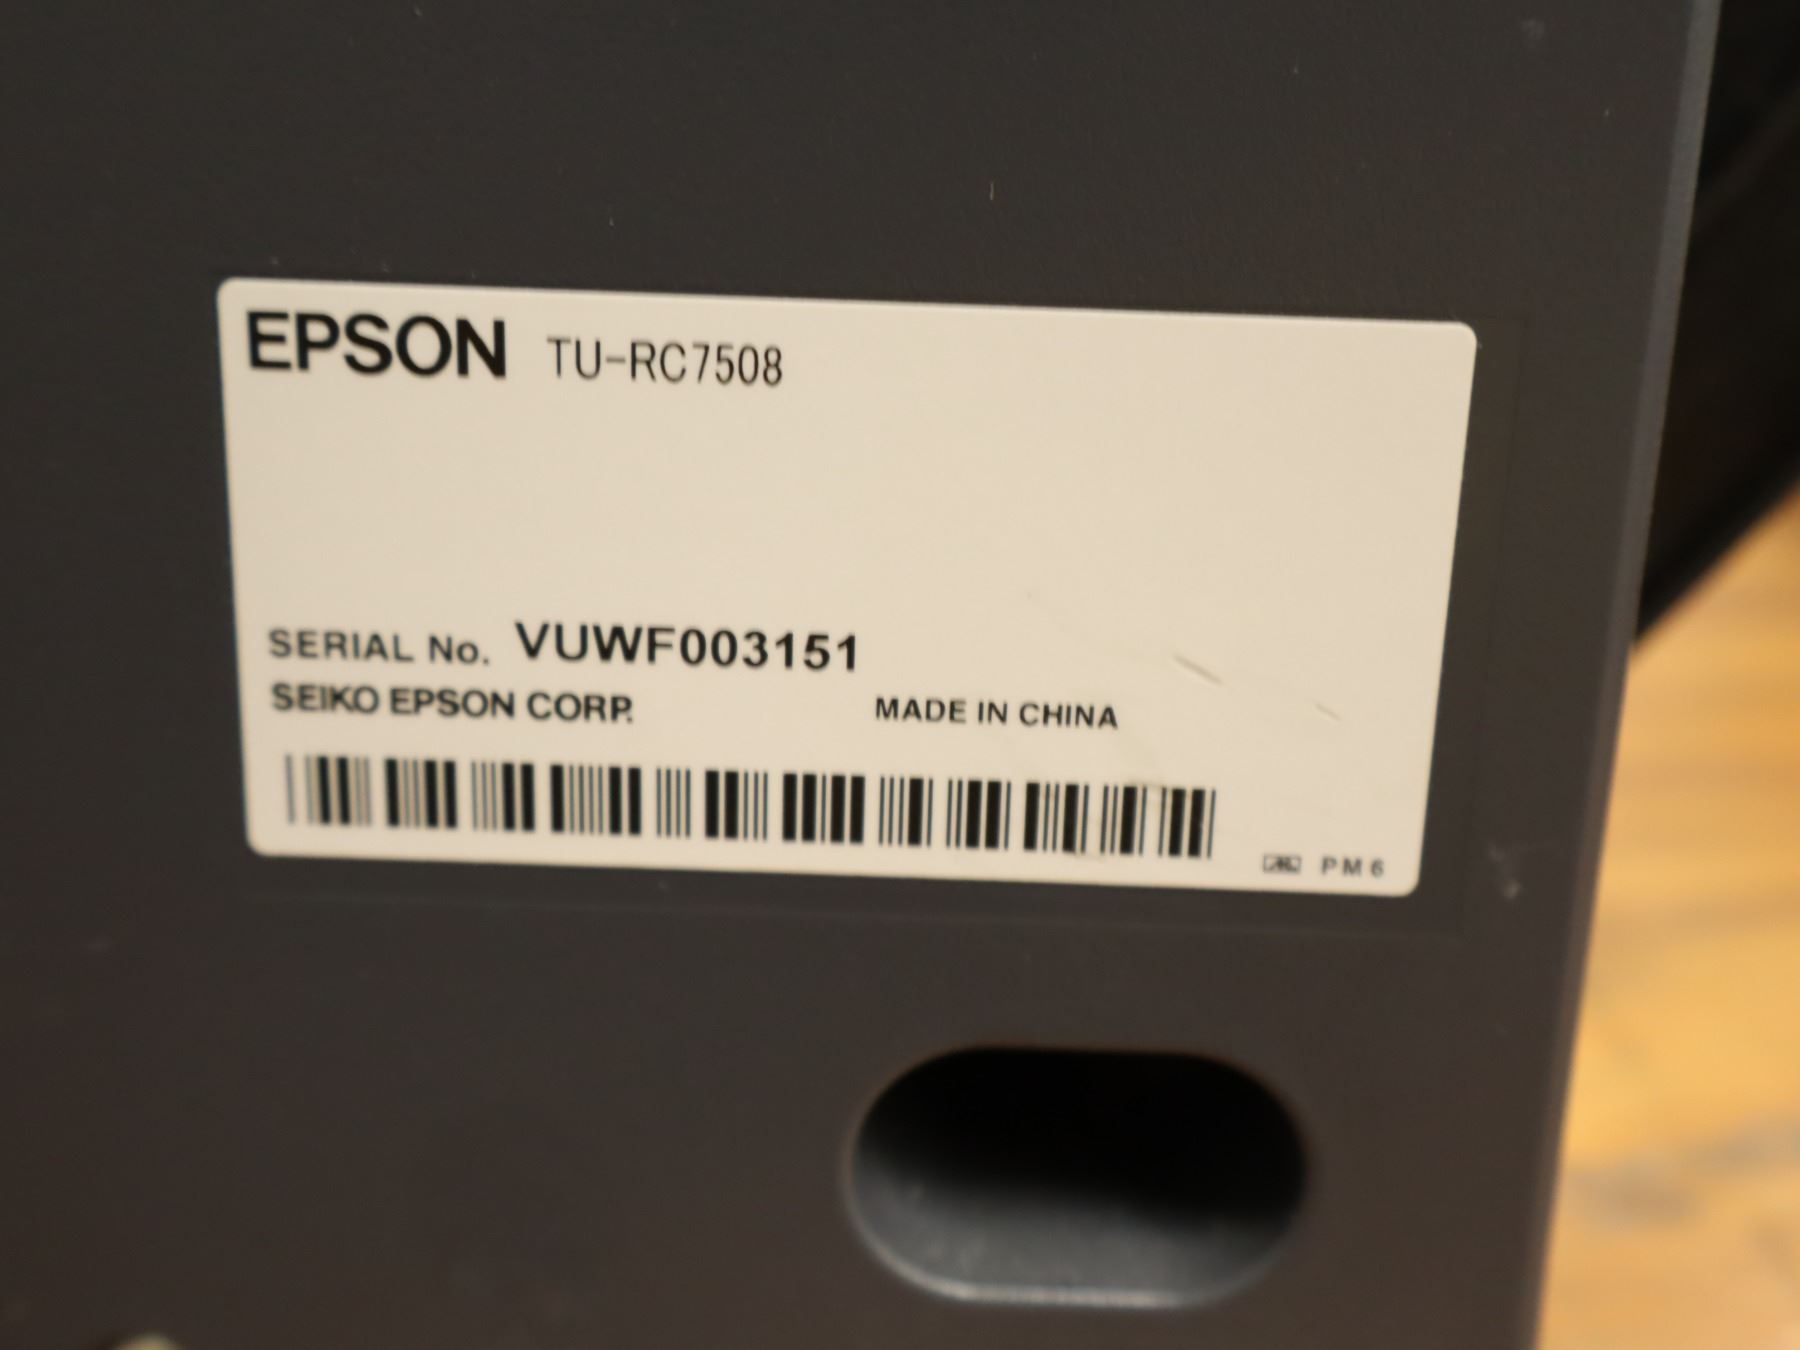 EPSON TU-RC7508
SERIAL No. VUWF003151
SEIKO EPSON CORP. MADE IN CHINA
PM6